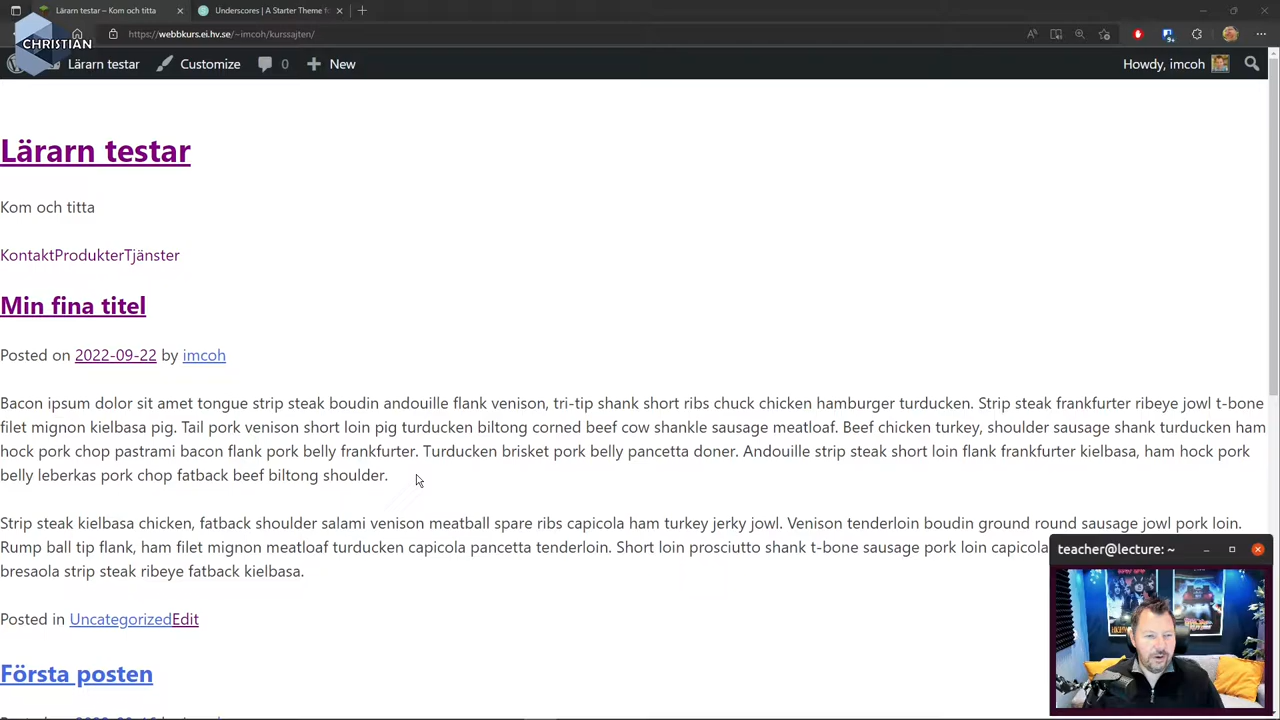 Lärarn testar – Kom och titta
Underscores | A Starter Theme f
https://webbkurs.ei.hv.se/~imcoh/kurssajten/
CHRISTIAN
Lärarn testar Customize 0 New
Howdy, imcoh
Lärarn testar
Kom och titta
KontaktProdukterTjänster
Min fina titel
Posted on 2022-09-22 by imcoh
Bacon ipsum dolor sit amet tongue strip steak boudin andouille flank venison, tri-tip shank short ribs chuck chicken hamburger turducken. Strip steak frankfurter ribeye jowl t-bone
filet mignon kielbasa pig. Tail pork venison short loin pig turducken biltong corned beef cow shankle sausage meatloaf. Beef chicken turkey, shoulder sausage shank turducken ham
hock pork chop pastrami bacon flank pork belly frankfurter. Turducken brisket pork belly pancetta doner. Andouille strip steak short loin flank frankfurter kielbasa, ham hock pork
belly leberkas pork chop fatback beef biltong shoulder.
Strip steak kielbasa chicken, fatback shoulder salami venison meatball spare ribs capicola ham turkey jerky jowl. Venison tenderloin boudin ground round sausage jowl pork loin.
Rump ball tip flank, ham filet mignon meatloaf turducken capicola pancetta tenderloin. Short loin prosciutto shank t-bone sausage pork loin capicola
bresaola strip steak ribeye fatback kielbasa.
teacher@lecture: ~
Posted in UncategorizedEdit
Första posten